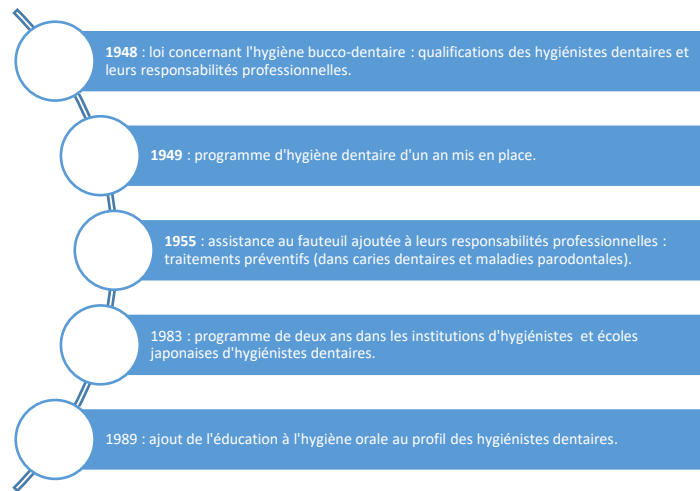 1948 : loi concernant l'hygiène bucco-dentaire : qualifications des hygiénistes dentaires et
leurs responsabilités professionnelles.
1949 : programme d'hygiène dentaire d'un an mis en place.
1955 : assistance au fauteuil ajoutée à leurs responsabilités professionnelles :
traitements préventifs (dans caries dentaires et maladies parodontales).
1983 : programme de deux ans dans les institutions d'hygiénistes et écoles
japonaises d'hygiénistes dentaires.
1989 : ajout de l'éducation à l'hygiène orale au profil des hygiénistes dentaires.